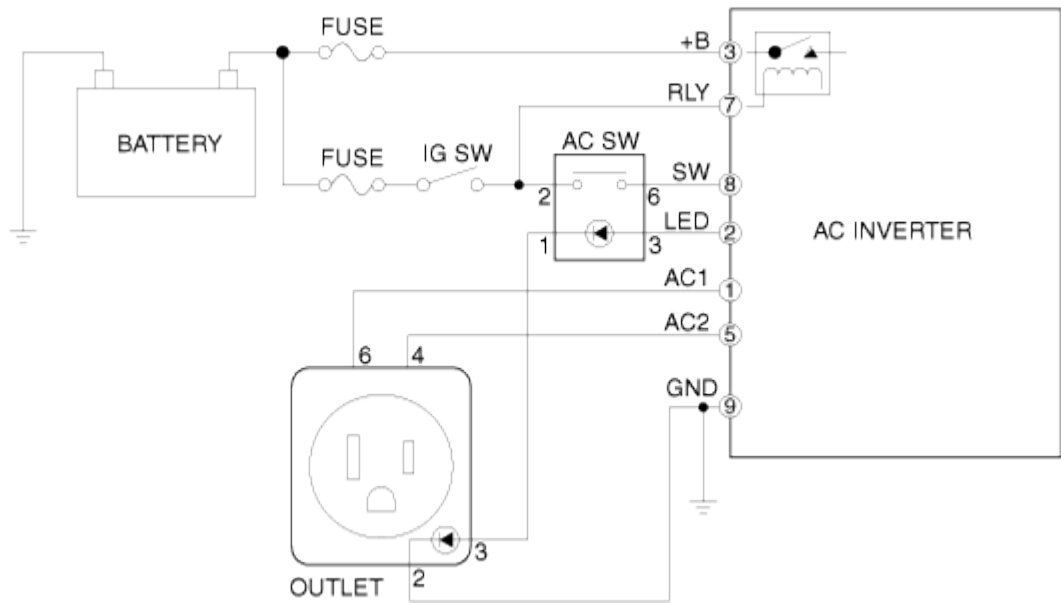 FUSE
+B
3
RLY
7
BATTERY
FUSE
IG SW
AC SW
SW
2
6
8
LED
1
3
2
AC INVERTER
AC1
1
AC2
5
6
4
GND
9
3
2
OUTLET